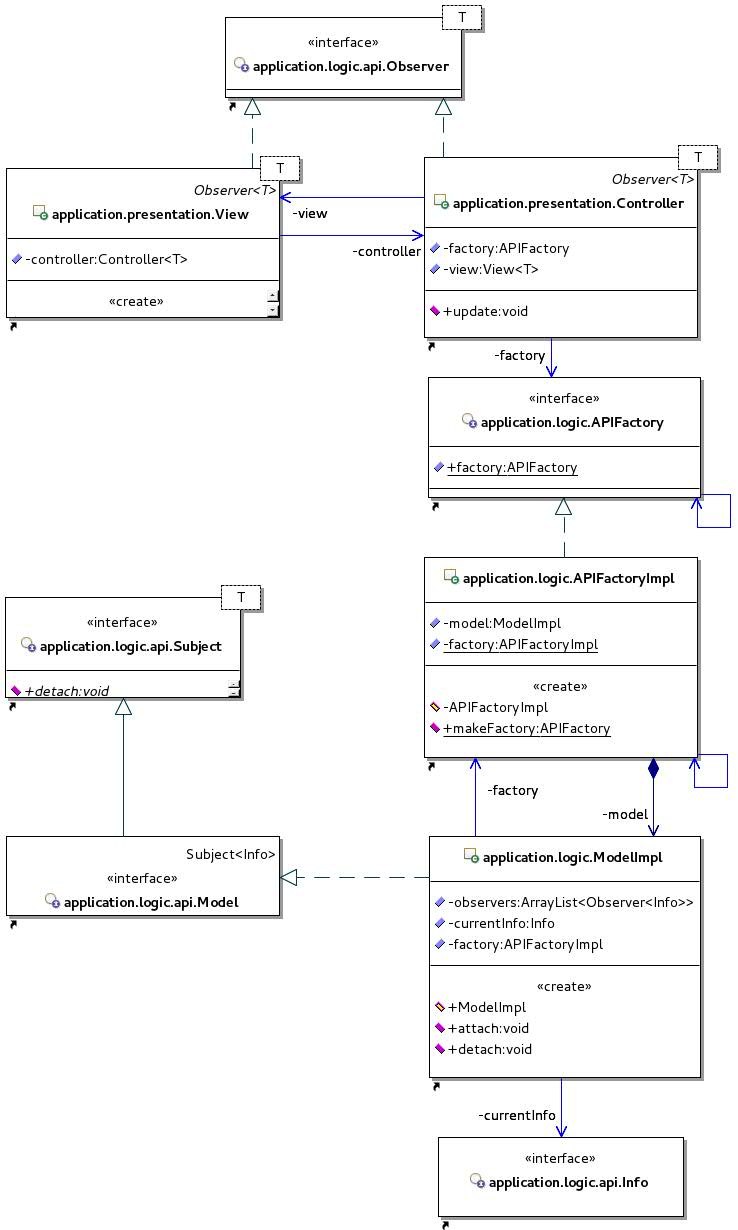 T
«interface»
application.logic.api.Observer
T
Observer<T>
application.presentation.View
-controller:Controller<T>
«create»
T
Observer<T>
application.presentation.Controller
-factory:APIFactory
-view:View<T>
+update:void
-view
-controller
-factory
«interface»
application.logic.APIFactory
+factory:APIFactory
application.logic.APIFactoryImpl
-model:ModelImpl
-factory:APIFactoryImpl
«create»
-APIFactoryImpl
+makeFactory:APIFactory
T
«interface»
application.logic.api.Subject
+detach:void
-factory
-model
Subject<Info>
«interface»
application.logic.api.Model
application.logic.ModelImpl
-observers:ArrayList<Observer<Info>>
-currentInfo:Info
-factory:APIFactoryImpl
«create»
+ModelImpl
+attach:void
+detach:void
-currentInfo
«interface»
application.logic.api.Info